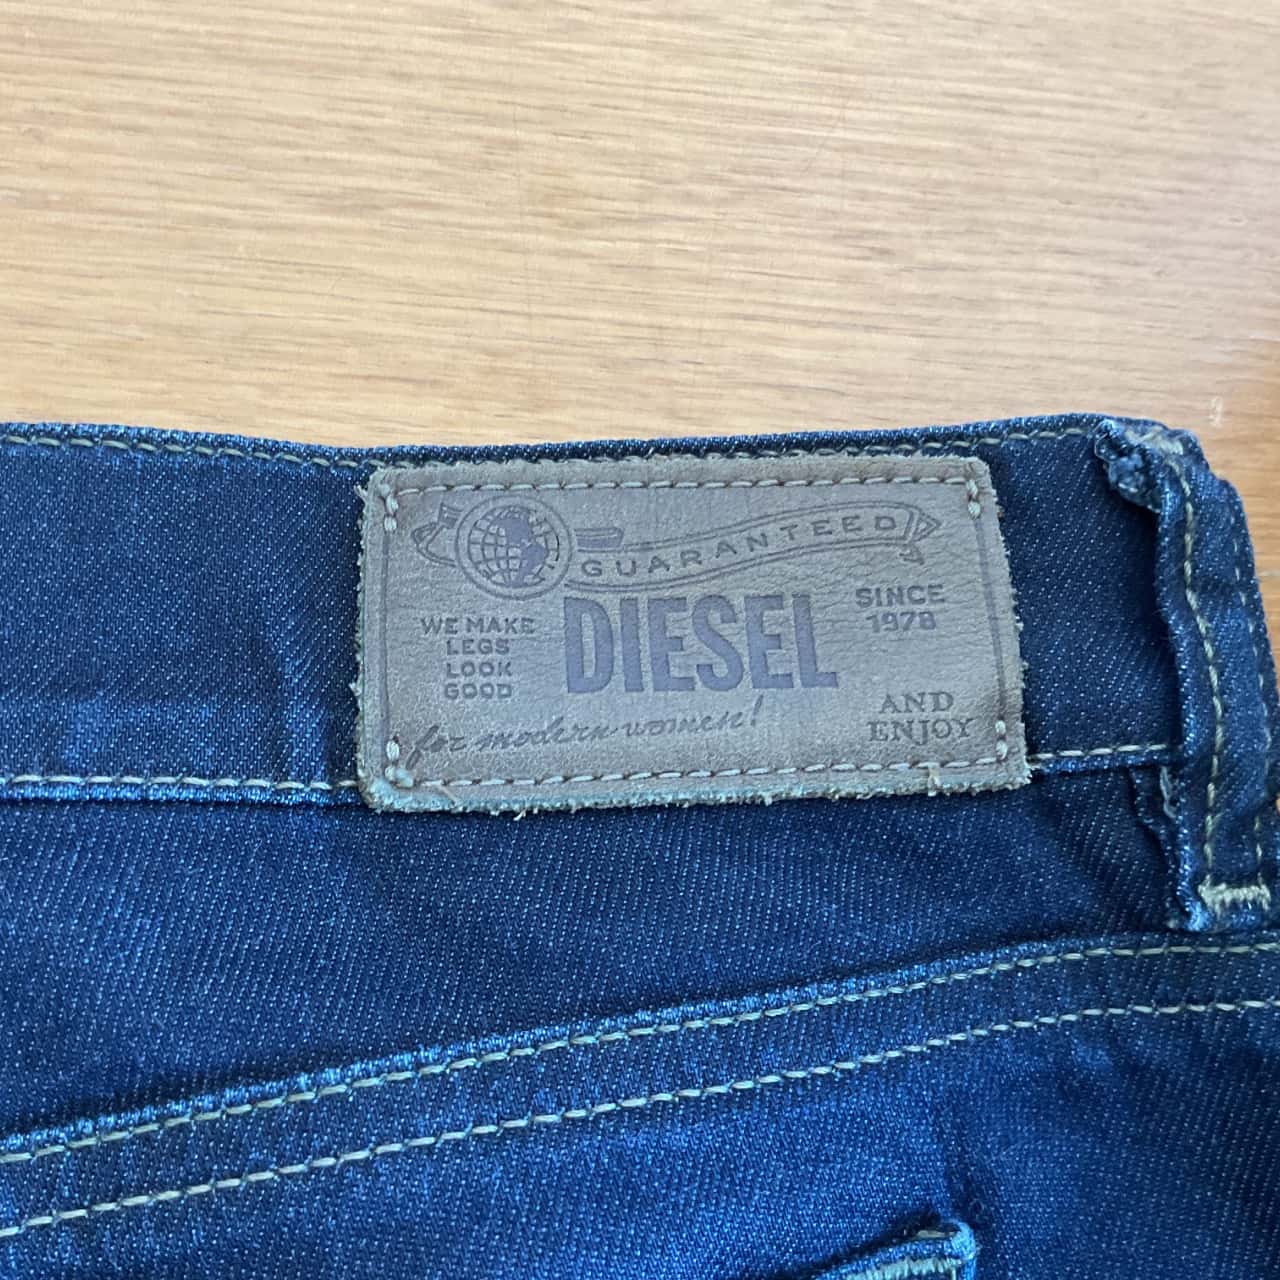 GUARANTEED
WE MAKE
LEGS
LOOK
GOOD
DIESEL
SINCE
1978
for modern women!
AND
ENJOY